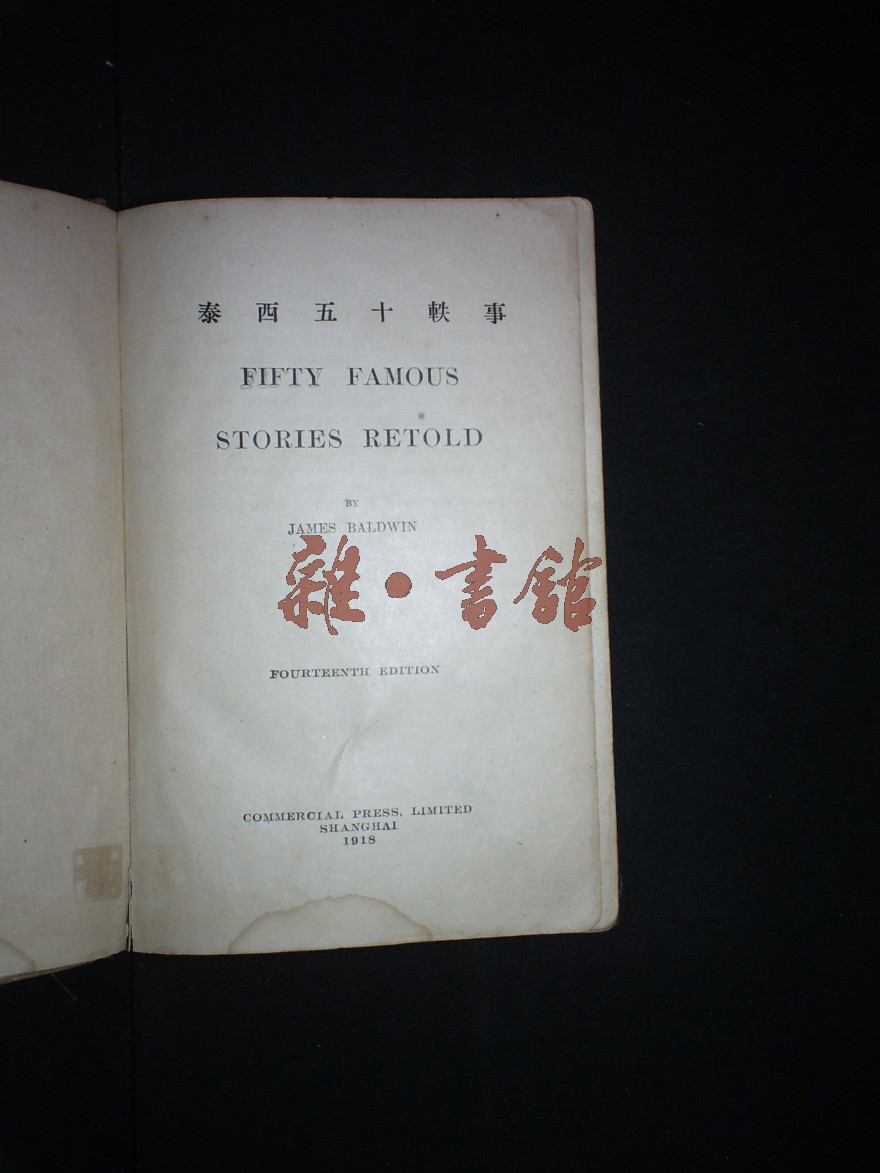 泰西五十軼事
FIFTY FAMOUS
STORIES RETOLD
BY
JAMES BALDWIN
雜·書館
FOURTEENTH EDITION
COMMERCIAL PRESS, LIMITED
SHANGHAI
1918